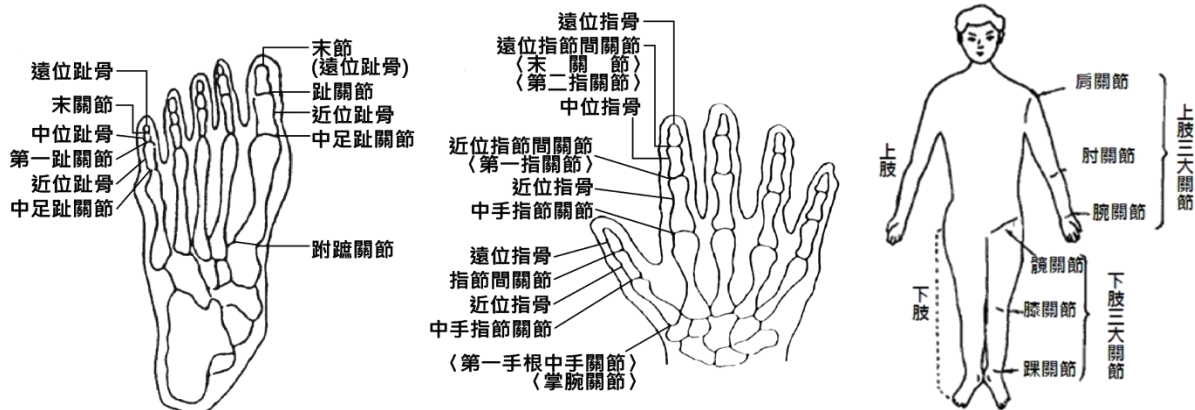 遠位趾骨
末關節
中位趾骨
第一趾關節
近位趾骨
中足趾關節
末節
(遠位趾骨)
趾關節
近位趾骨
中足趾關節
跗蹠關節
遠位指骨
遠位指節間關節
〈末關節〉
〈第二指關節〉
中位指骨
近位指節間關節
〈第一指關節〉
近位指骨
中手指節關節
遠位指骨
指節間關節
近位指骨
中手指節關節
〈第一手根中手關節〉
〈掌腕關節〉
上肢
下肢
肩關節
肘關節
腕關節
上肢三大關節
髖關節
膝關節
踝關節
下肢三大關節